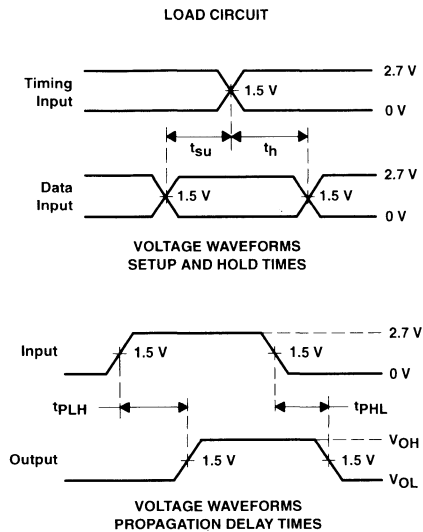 LOAD CIRCUIT
Timing
Input
2.7 V
1.5 V
0 V
tsu
th
Data
Input
2.7 V
1.5 V
1.5 V
0 V
VOLTAGE WAVEFORMS
SETUP AND HOLD TIMES
Input
2.7 V
1.5 V
1.5 V
0 V
tPLH
tPHL
Output
VOH
1.5 V
1.5 V
VOL
VOLTAGE WAVEFORMS
PROPAGATION DELAY TIMES